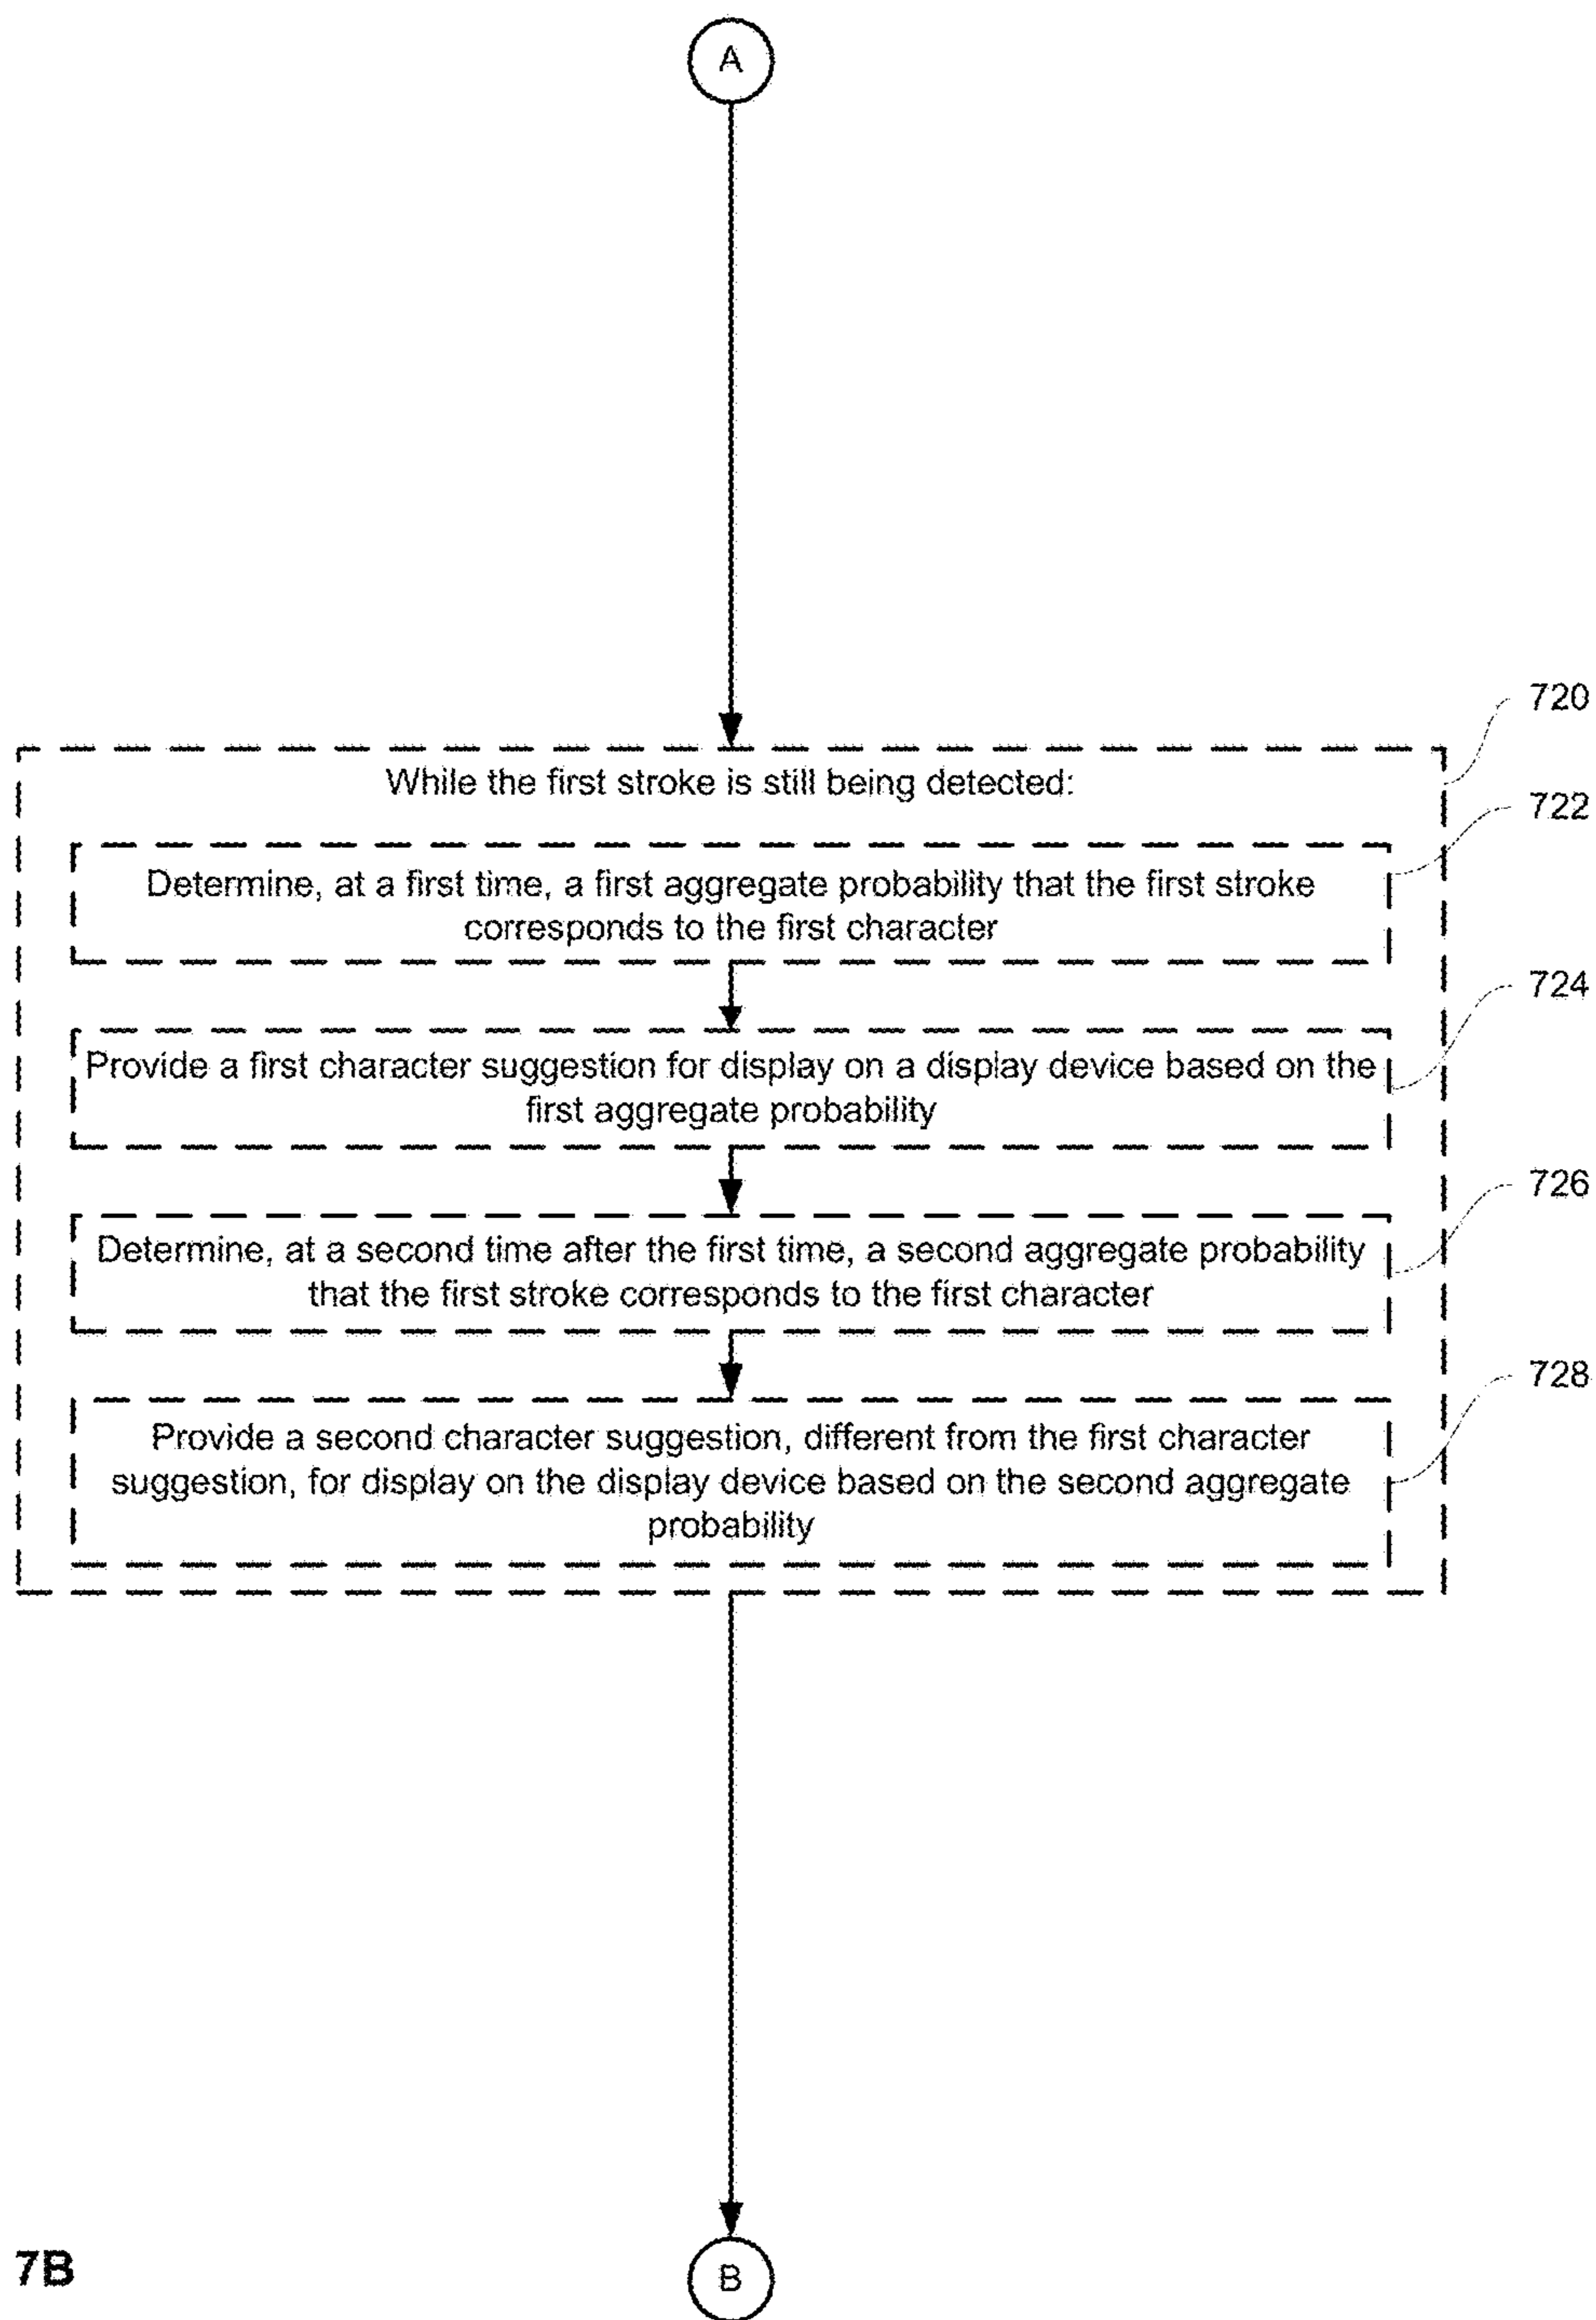 A
720
While the first stroke is still being detected:
722
Determine, at a first time, a first aggregate probability that the first stroke
corresponds to the first character
724
Provide a first character suggestion for display on a display device based on the
first aggregate probability
726
Determine, at a second time after the first time, a second aggregate probability
that the first stroke corresponds to the first character
728
Provide a second character suggestion, different from the first character
suggestion, for display on the display device based on the second aggregate
probability
7B
B